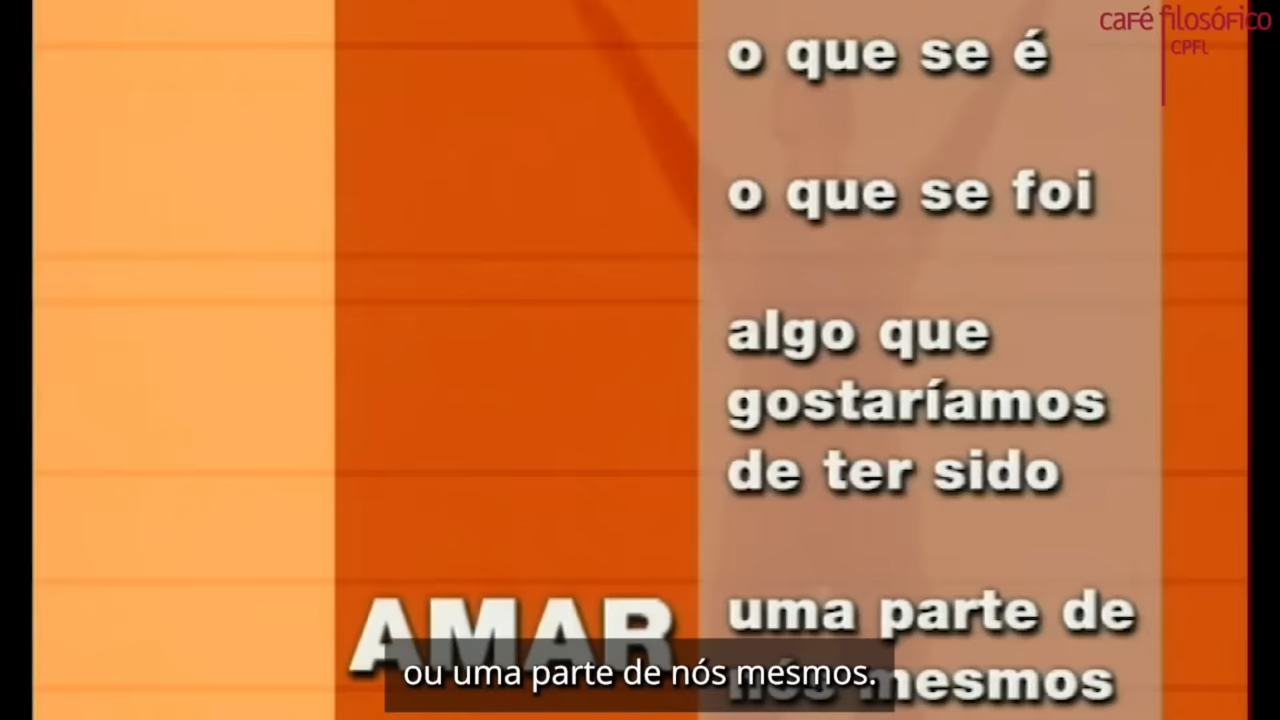 café filosófico
CPFL
o que se é
o que se foi
algo que
gostaríamos
de ter sido
AMAR
uma parte de
nós mesmos
ou uma parte de nós mesmos.